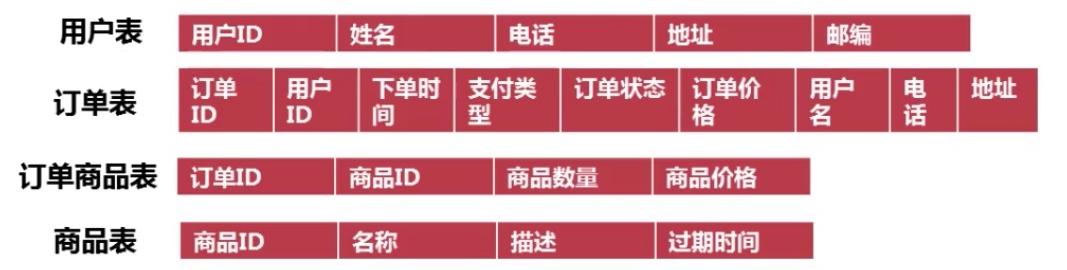 用户表 用户ID 姓名 电话 地址 邮编
订单表 订单ID 用户ID 下单时间 支付类型 订单状态 订单价格 用户名 电话 地址
订单商品表 订单ID 商品ID 商品数量 商品价格
商品表 商品ID 名称 描述 过期时间